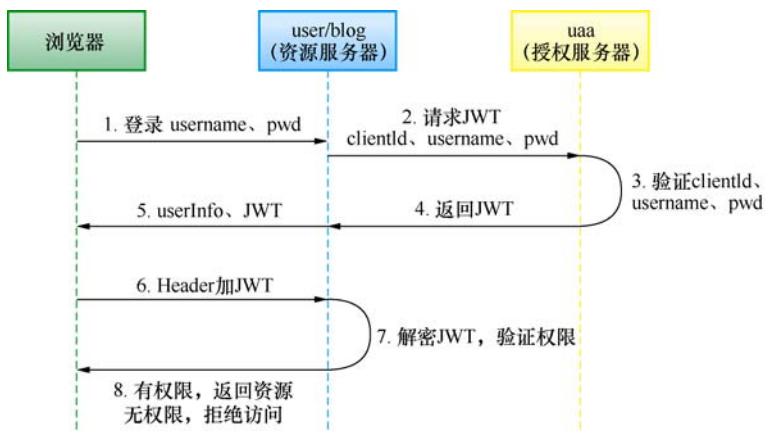 浏览器
user/blog
（资源服务器）
uaa
（授权服务器）
1. 登录 username、pwd
2. 请求JWT
clientId、username、pwd
3. 验证clientId、
username、pwd
4. 返回JWT
5. userInfo、JWT
6. Header加JWT
7. 解密JWT，验证权限
8. 有权限，返回资源
无权限，拒绝访问